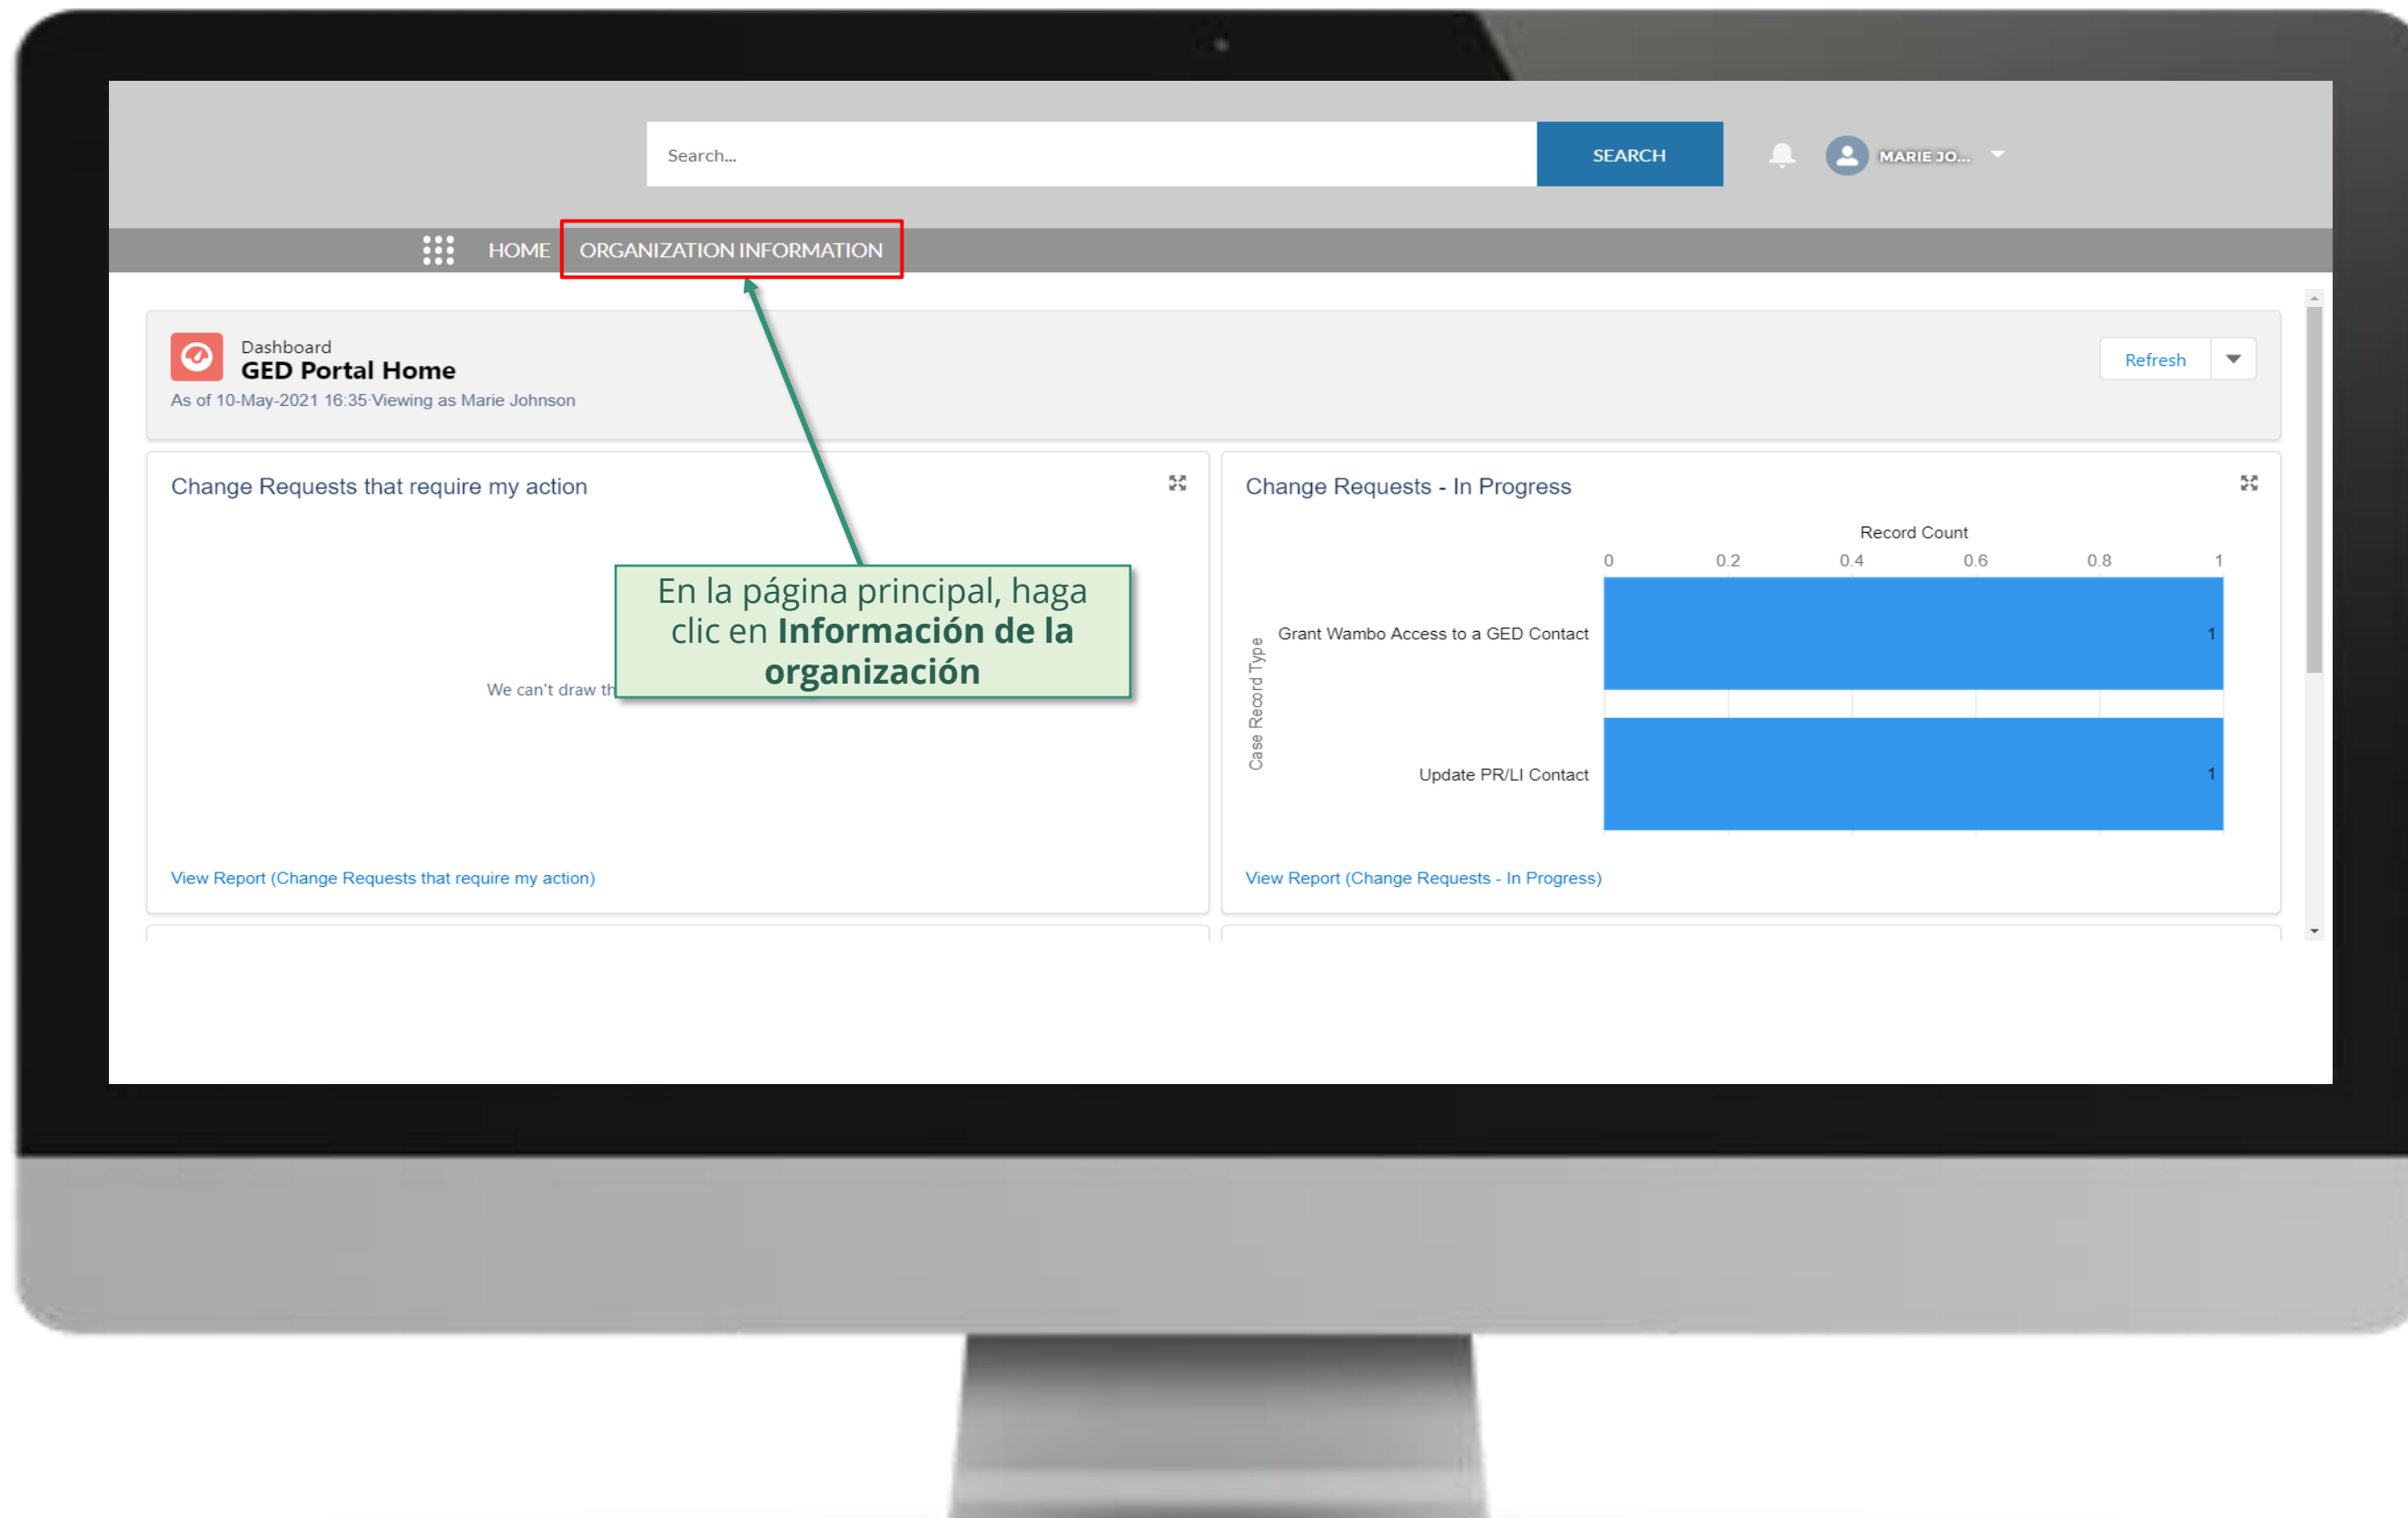 Search...
SEARCH
MARIE JO...
HOME ORGANIZATION INFORMATION
Dashboard
GED Portal Home
As of 10-May-2021 16:35·Viewing as Marie Johnson
Refresh
Change Requests that require my action
We can't draw
View Report (Change Requests that require my action)
En la página principal, haga
clic en Información de la
organización
Change Requests - In Progress
Record Count
0 0.2 0.4 0.6 0.8 1
Case Record Type
Grant Wambo Access to a GED Contact
1
Update PR/LI Contact
1
View Report (Change Requests - In Progress)